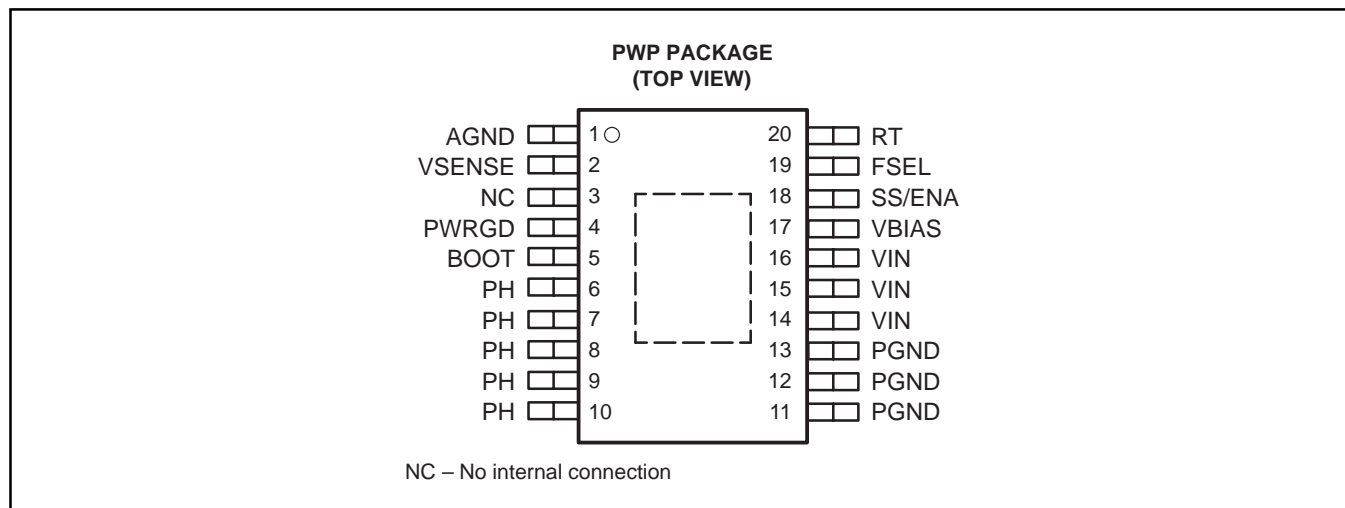 PWP PACKAGE
(TOP VIEW)
AGND 1 20 RT
VSENSE 2 19 FSEL
NC 3 18 SS/ENA
PWRGD 4 17 VBIAS
BOOT 5 16 VIN
PH 6 15 VIN
PH 7 14 VIN
PH 8 13 PGND
PH 9 12 PGND
PH 10 11 PGND
NC – No internal connection